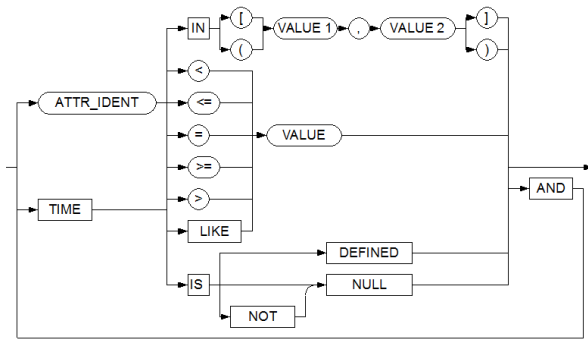 IN [ VALUE 1 , VALUE 2 ]
( )
<
ATTR_IDENT <=
= VALUE
>=
AND
TIME >
LIKE
DEFINED
IS NULL
NOT